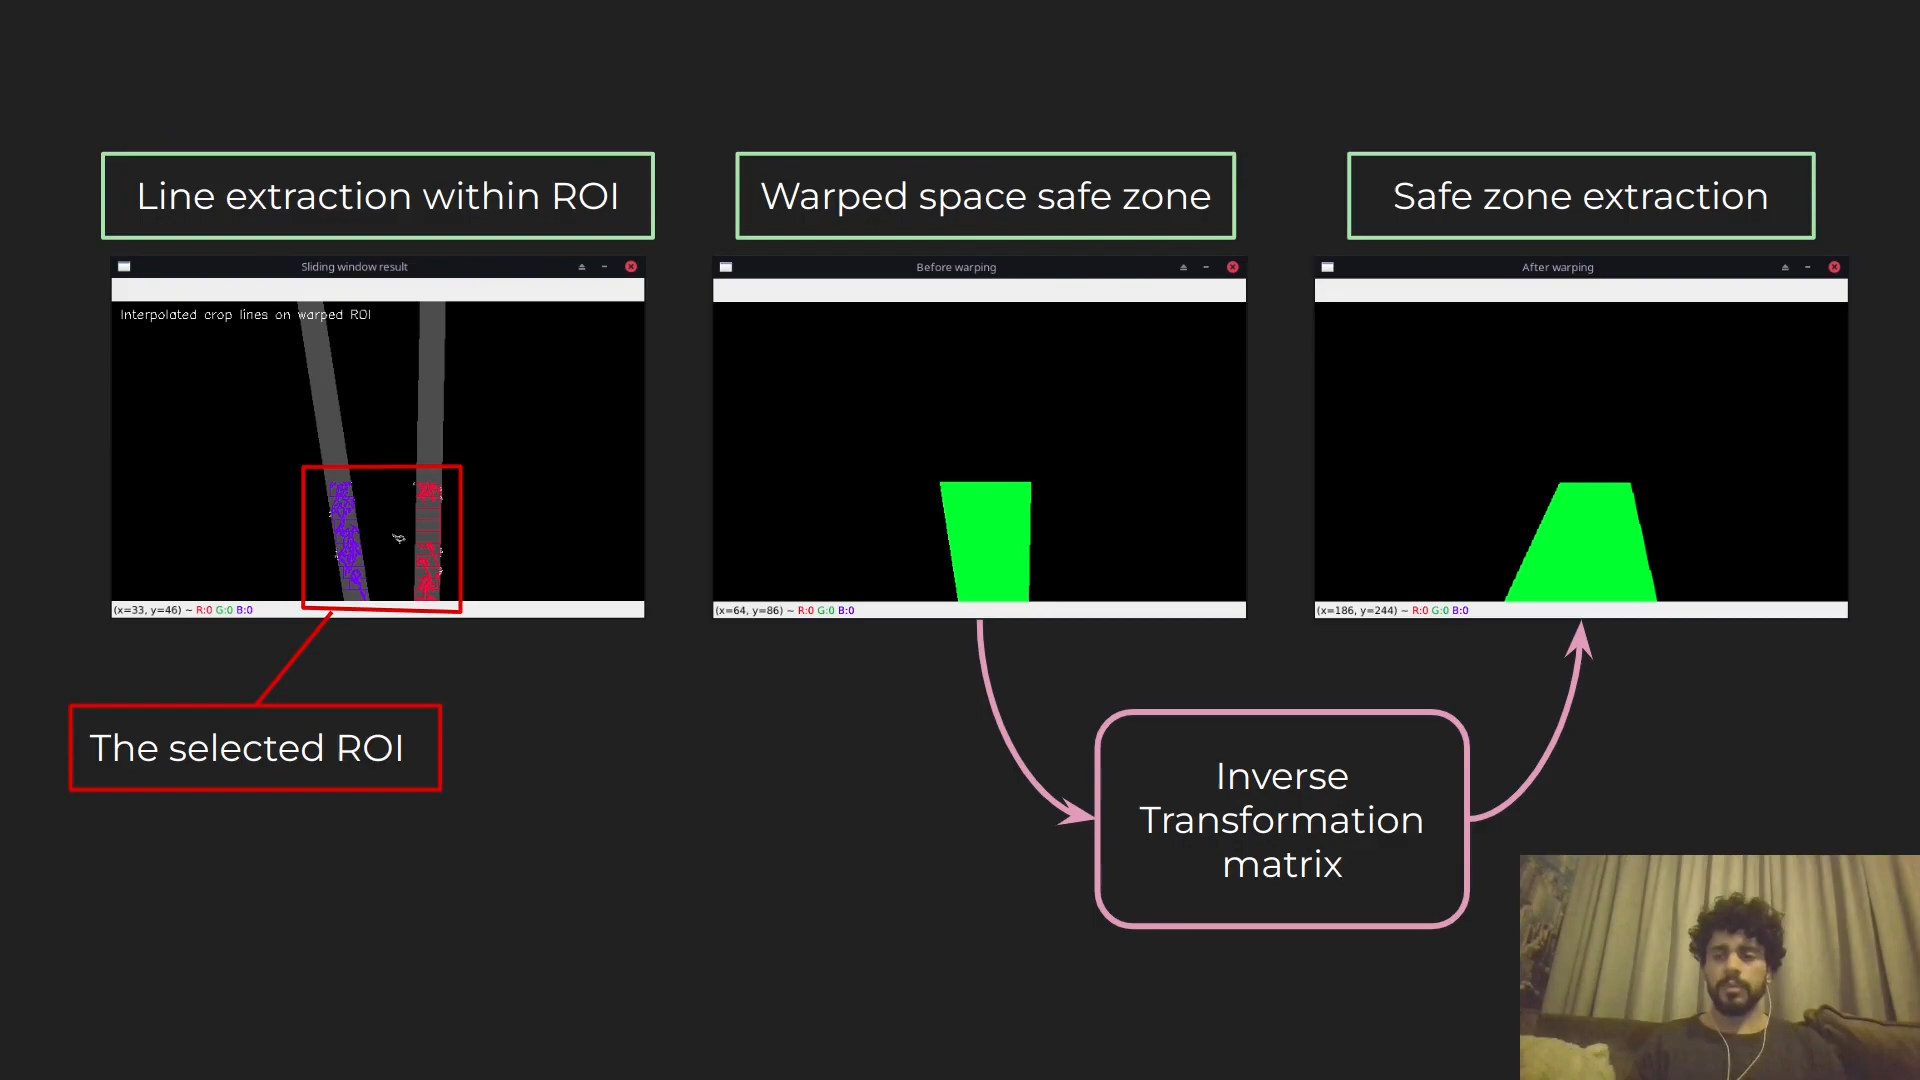 Line extraction within ROI
Warped space safe zone
Safe zone extraction
Sliding window result
Before warping
After warping
Interpolated crop lines on warped ROI
(x=33, y=46) ~ R:0 G:0 B:0
(x=64, y=86) ~ R:0 G:0 B:0
(x=186, y=244) ~ R:0 G:0 B:0
The selected ROI
Inverse
Transformation
matrix